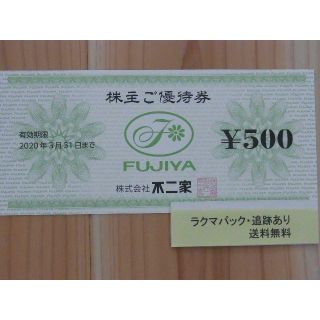 株主ご優待券
有効期限
2020年3月31日まで
¥500
FUJIYA
株式会社 不二家
ラクマパック・追跡あり
送料無料